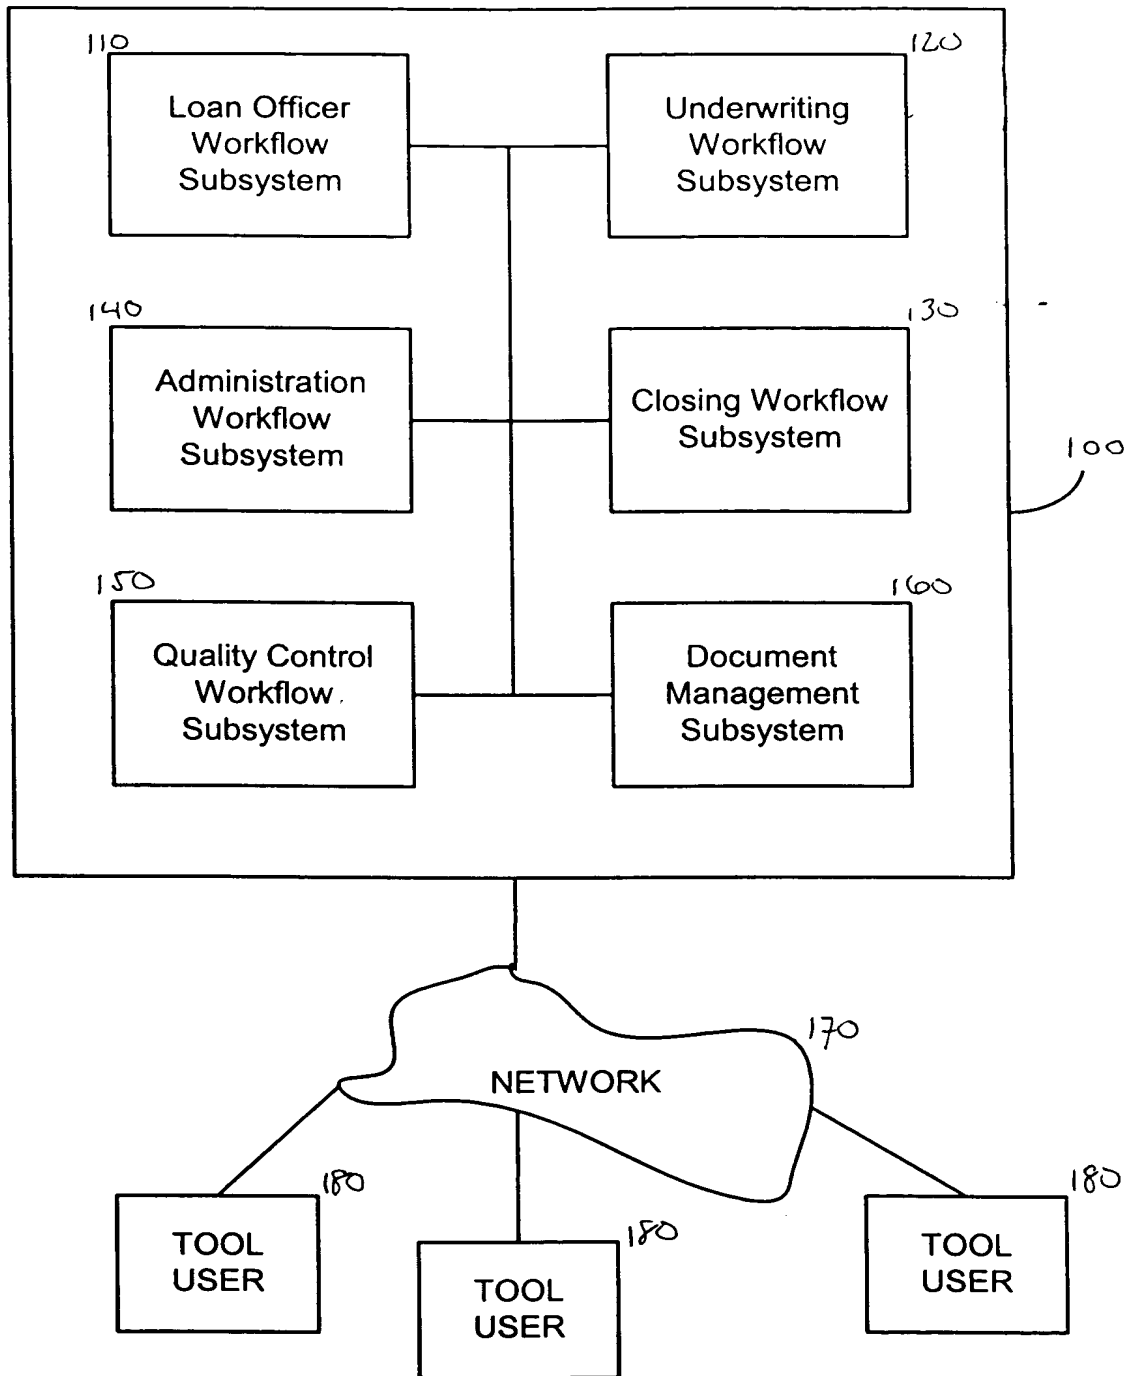 110
Loan Officer
Workflow
Subsystem
120
Underwriting
Workflow
Subsystem
140
Administration
Workflow
Subsystem
130
Closing Workflow
Subsystem
100
150
Quality Control
Workflow
Subsystem
160
Document
Management
Subsystem
170
NETWORK
180
TOOL
USER
180
TOOL
USER
180
TOOL
USER